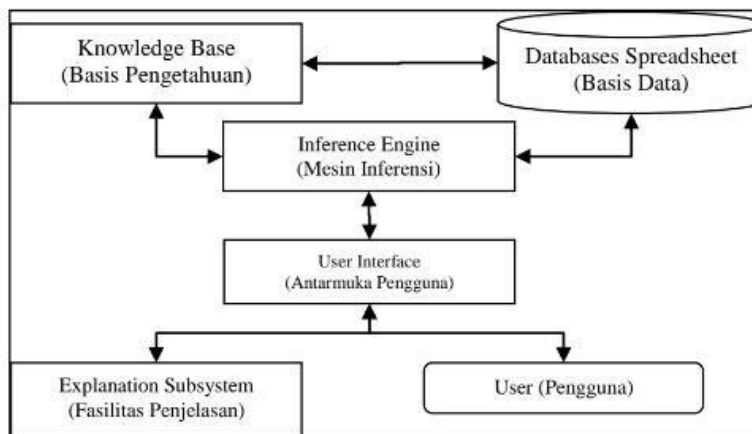 Knowledge Base
(Basis Pengetahuan)
Databases Spreadsheet
(Basis Data)
Inference Engine
(Mesin Inferensi)
User Interface
(Antarmuka Pengguna)
Explanation Subsystem
(Fasilitas Penjelasan)
User (Pengguna)